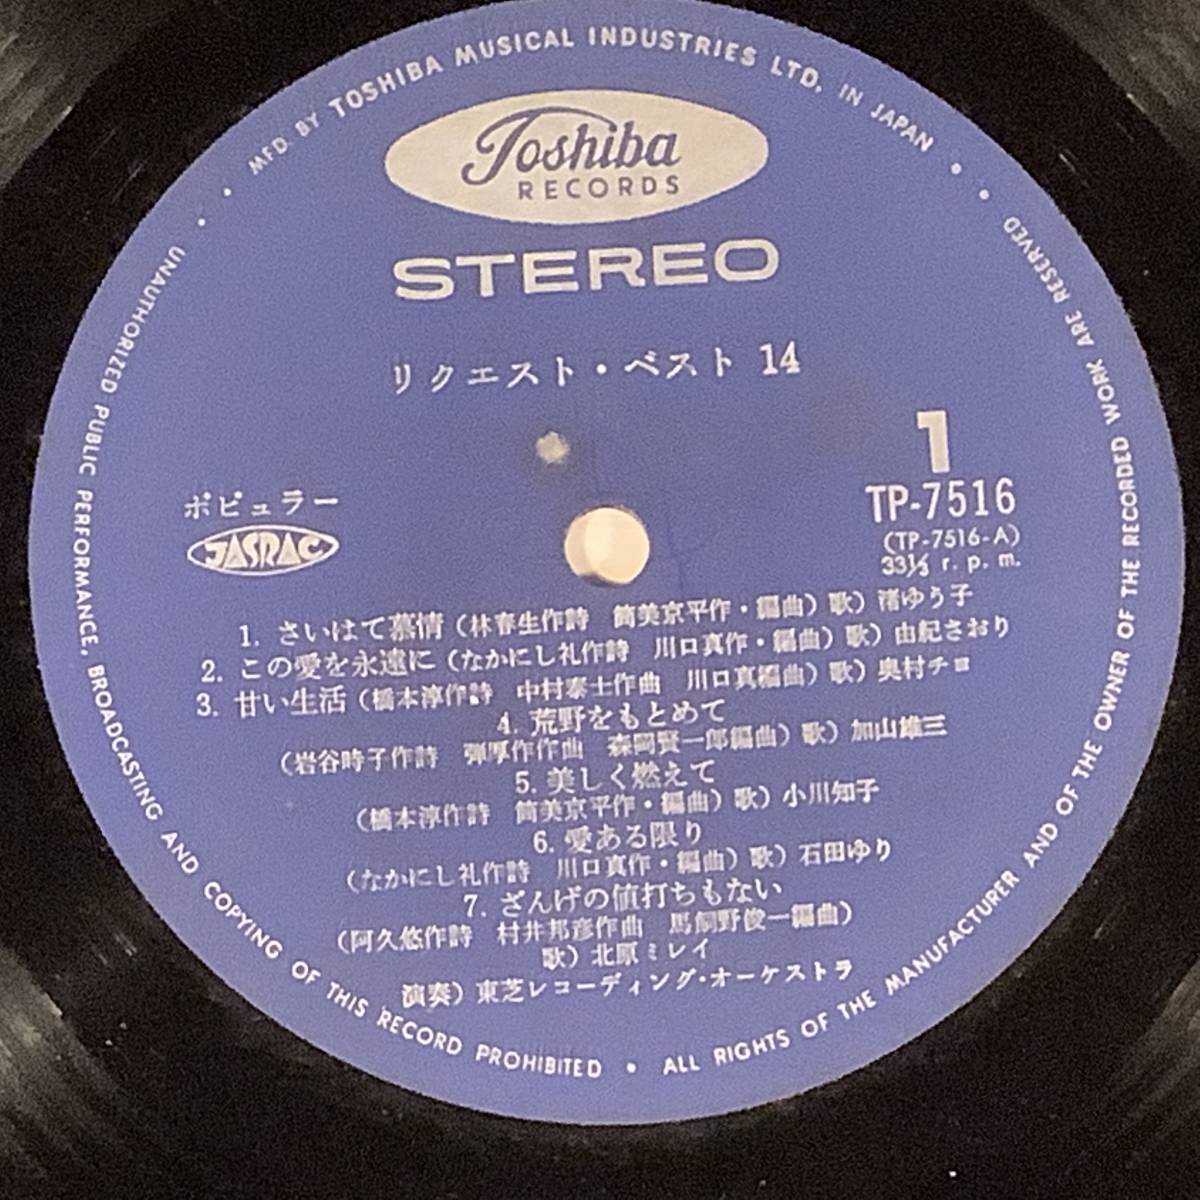 MFD BY TOSHIBA MUSICAL INDUSTRIES LTD. IN JAPAN
Toshiba
RECORDS
STEREO
リクエスト・ベスト 14
1
ポピュラー
TP-7516
JASRAC
(TP-7516-A)
33⅓ r. p. m.
1. さいはて慕情 (林春生作詩 筒美京平作・編曲) 歌) 渚ゆう子
2. この愛を永遠に (なかにし礼作詩 川口真作・編曲) 歌) 由紀さおり
3. 甘い生活 (橋本淳作詩 中村泰士作曲 川口真編曲) 歌) 奥村チヨ
4. 荒野をもとめて
(岩谷時子作詩 弾厚作作曲 森岡賢一郎編曲) 歌) 加山雄三
5. 美しく燃えて
(橋本淳作詩 筒美京平作・編曲) 歌) 小川知子
6. 愛ある限り
(なかにし礼作詩 川口真作・編曲) 歌) 石田ゆり
7. ざんげの値打ちもない
(阿久悠作詩 村井邦彦作曲 馬飼野俊一編曲)
歌) 北原ミレイ
演奏) 東芝レコーディング・オーケストラ
UNAUTHORIZED PUBLIC PERFORMANCE, BROADCASTING AND COPYING OF THIS RECORD PROHIBITED • ALL RIGHTS OF THE MANUFACTURER AND OF THE OWNER OF THE RECORDED WORK ARE RESERVED